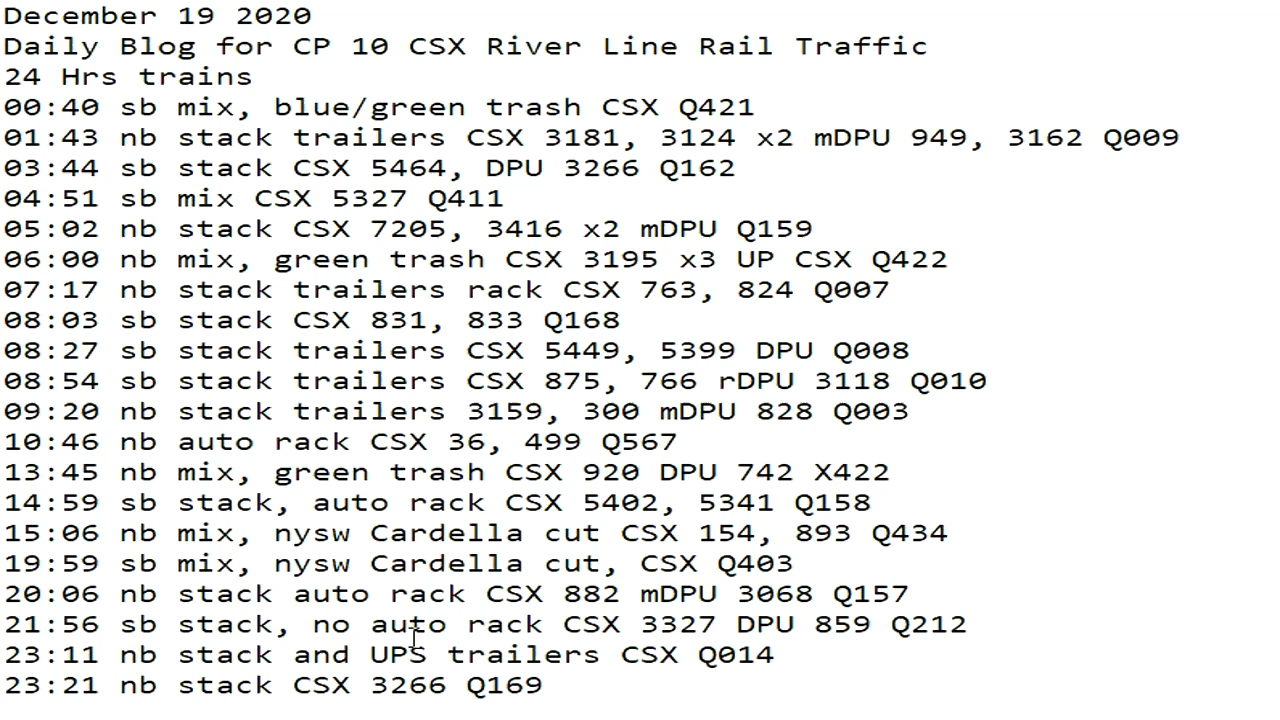 December 19 2020
Daily Blog for CP 10 CSX River Line Rail Traffic
24 Hrs trains
00:40 sb mix, blue/green trash CSX Q421
01:43 nb stack trailers CSX 3181, 3124 x2 mDPU 949, 3162 Q009
03:44 sb stack CSX 5464, DPU 3266 Q162
04:51 sb mix CSX 5327 Q411
05:02 nb stack CSX 7205, 3416 x2 mDPU Q159
06:00 nb mix, green trash CSX 3195 x3 UP CSX Q422
07:17 nb stack trailers rack CSX 763, 824 Q007
08:03 sb stack CSX 831, 833 Q168
08:27 sb stack trailers CSX 5449, 5399 DPU Q008
08:54 sb stack trailers CSX 875, 766 rDPU 3118 Q010
09:20 nb stack trailers 3159, 300 mDPU 828 Q003
10:46 nb auto rack CSX 36, 499 Q567
13:45 nb mix, green trash CSX 920 DPU 742 X422
14:59 sb stack, auto rack CSX 5402, 5341 Q158
15:06 nb mix, nysw Cardella cut CSX 154, 893 Q434
19:59 sb mix, nysw Cardella cut, CSX Q403
20:06 nb stack auto rack CSX 882 mDPU 3068 Q157
21:56 sb stack, no auto rack CSX 3327 DPU 859 Q212
23:11 nb stack and UPS trailers CSX Q014
23:21 nb stack CSX 3266 Q169